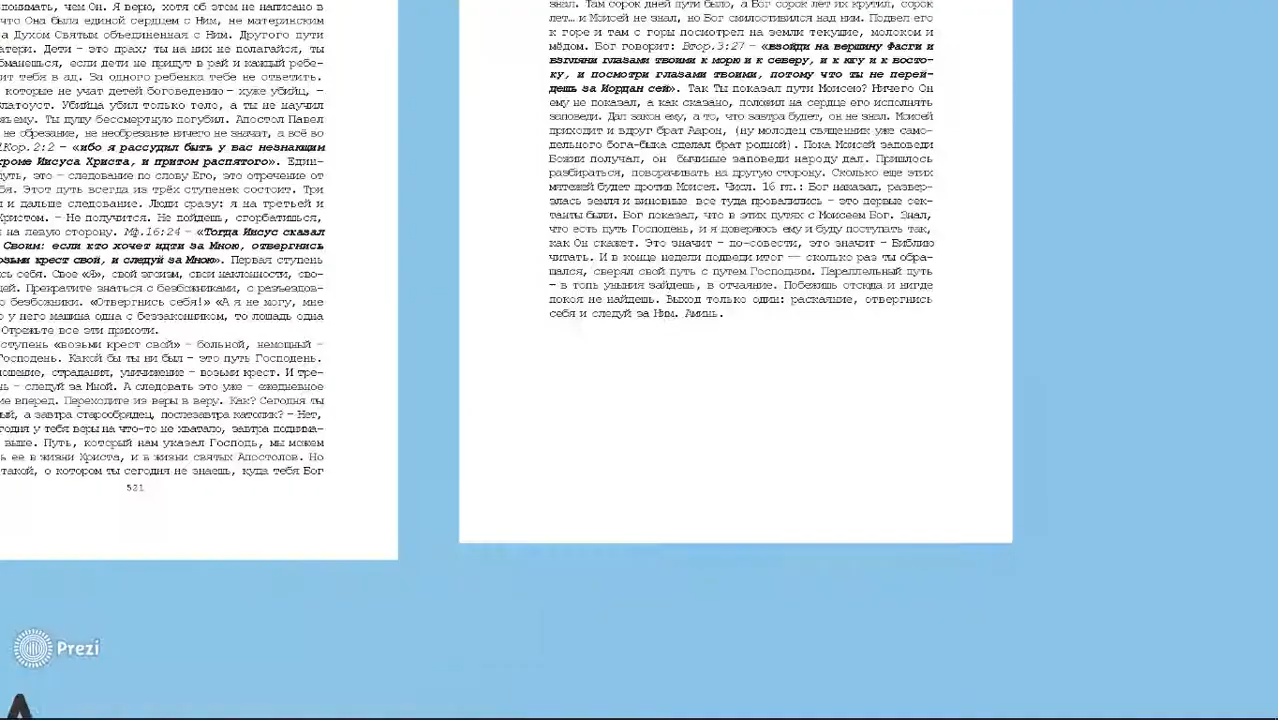 понимать, чем Он. Я верю, хотя об этом не написано в
что Она была единой сердцем с Ним, не материнским
а Духом Святым объединенная с Ним. Другого пути
атери. Дети – это прах; ты на них не полагайся, ты
бманешься, если дети не придут в рай и каждый ребе-
ит тебя в ад. За одного ребенка тебе не ответить.
которые не учат детей боговедению – хуже убийц, –
латоуст. Убийца убил только тело, а ты не научил
жьему. Ты душу бессмертную погубил. Апостол Павел
не обрезание, не необрезание ничего не значат, а всё во
1Кор.2:2 – «ибо я рассудил быть у вас незнающим
кроме Иисуса Христа, и притом распятого». Един-
путь, это – следование по слову Его, это отречение от
бя. Этот путь всегда из трёх ступенек состоит. Три
и и дальше следование. Люди сразу: я на третьей и
Христом. – Не получится. Не пойдешь, сгорбатишься,
на левую сторону. Мф.16:24 – «Тогда Иисус сказал
Своим: если кто хочет идти за Мною, отвергнись
возьми крест свой, и следуй за Мною». Первая ступень
сь себя. Свое «Я», свой эгоизм, свои наклонности, сво-
цей. Прекратите знаться с безбожниками, с разъездов-
о безбожники. «Отвергнись себя!» «А я не могу, мне
о у него машина одна с беззаконником, то лошадь одна
Отрежьте все эти прихоти.
ступень «возьми крест свой» – больной, немощный –
Господень. Какой бы ты ни был – это путь Господень.
ношение, страдания, уничижение – возьми крест. И тре-
нь – следуй за Мной. А следовать это уже – ежедневное
ие вперед. Переходите из веры в веру. Как? Сегодня ты
ый, а завтра старообрядец, послезавтра католик? – Нет,
годня у тебя веры на что-то не хватало, завтра поднима-
выше. Путь, который нам указал Господь, мы можем
ь ее в жизни Христа, и в жизни святых Апостолов. Но
такой, о котором ты сегодня не знаешь, куда тебя Бог
521
знал. Там сорок дней пути было, а Бог сорок лет их крутил, сорок
лет… и Моисей не знал, но Бог смилостивился над ним. Подвел его
к горе и там с горы посмотрел на земли текущие, молоком и
мёдом. Бог говорит: Втор.3:27 – «взойди на вершину Фасги и
взгляни глазами твоими к морю и к северу, и к югу и к восто-
ку, и посмотри глазами твоими, потому что ты не перей-
дешь за Иордан сей». Так Ты показал пути Моисею? Ничего Он
ему не показал, а как сказано, положил на сердце его исполнять
заповеди. Дал закон ему, а то, что завтра будет, он не знал. Моисей
приходит и вдруг брат Аарон, (ну молодец священник уже само-
дельного бога-быка сделал брат родной). Пока Моисей заповеди
Божии получал, он бычиные заповеди народу дал. Пришлось
разбираться, поворачивать на другую сторону. Сколько еще этих
мятежей будет против Моисея. Числ. 16 гл.: Бог наказал, развер-
злась земля и виновные все туда провалились – это первые сек-
танты были. Бог показал, что в этих путях с Моисеем Бог. Знал,
что есть путь Господень, и я доверяюсь ему и буду поступать так,
как Он скажет. Это значит – по-совести, это значит – Библию
читать. И в конце недели подведи итог — сколько раз ты обра-
щался, сверял свой путь с путем Господним. Параллельный путь
– в топь уныния зайдешь, в отчаяние. Побежишь отсюда и нигде
покоя не найдешь. Выход только один: раскаяние, отвергнись
себя и следуй за Ним. Аминь.
Prezi